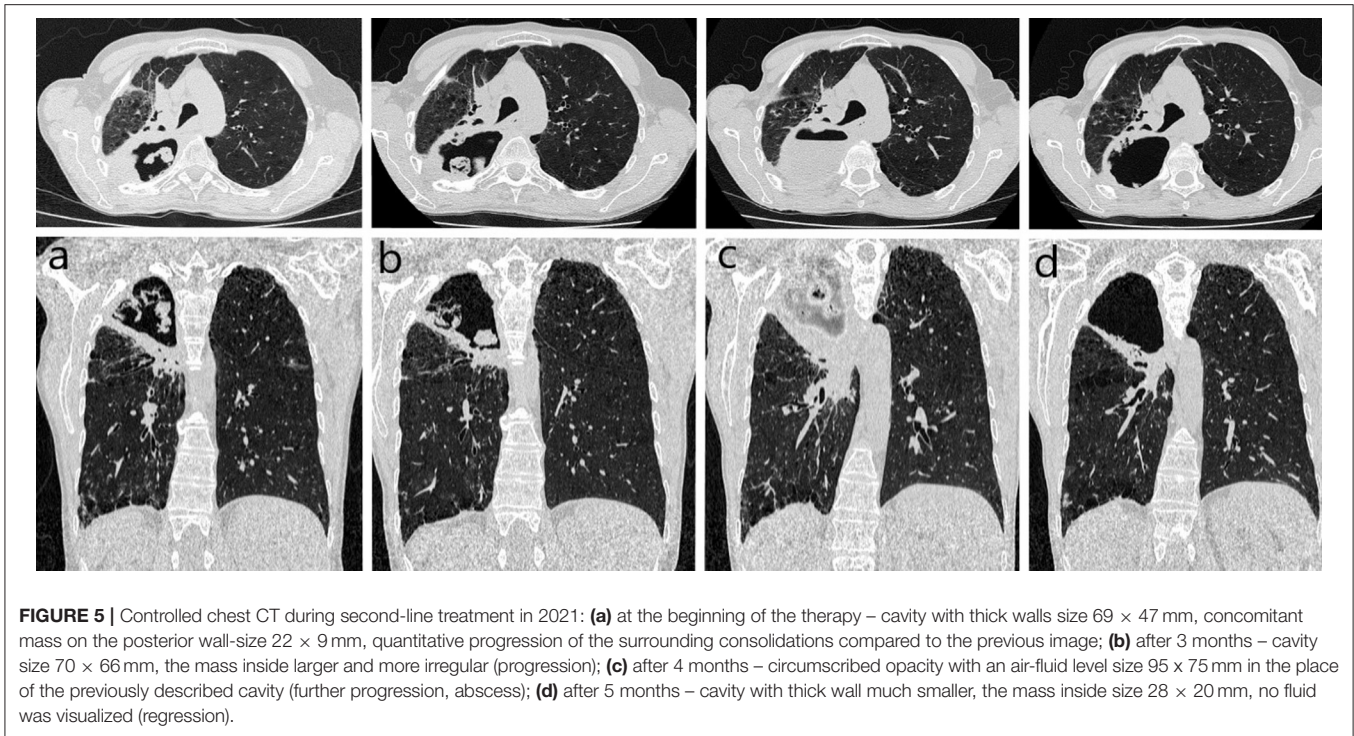 a
b
c
d
FIGURE 5 | Controlled chest CT during second-line treatment in 2021: (a) at the beginning of the therapy – cavity with thick walls size 69 × 47 mm, concomitant
mass on the posterior wall-size 22 × 9 mm, quantitative progression of the surrounding consolidations compared to the previous image; (b) after 3 months – cavity
size 70 × 66 mm, the mass inside larger and more irregular (progression); (c) after 4 months – circumscribed opacity with an air-fluid level size 95 x 75 mm in the place
of the previously described cavity (further progression, abscess); (d) after 5 months – cavity with thick wall much smaller, the mass inside size 28 × 20 mm, no fluid
was visualized (regression).